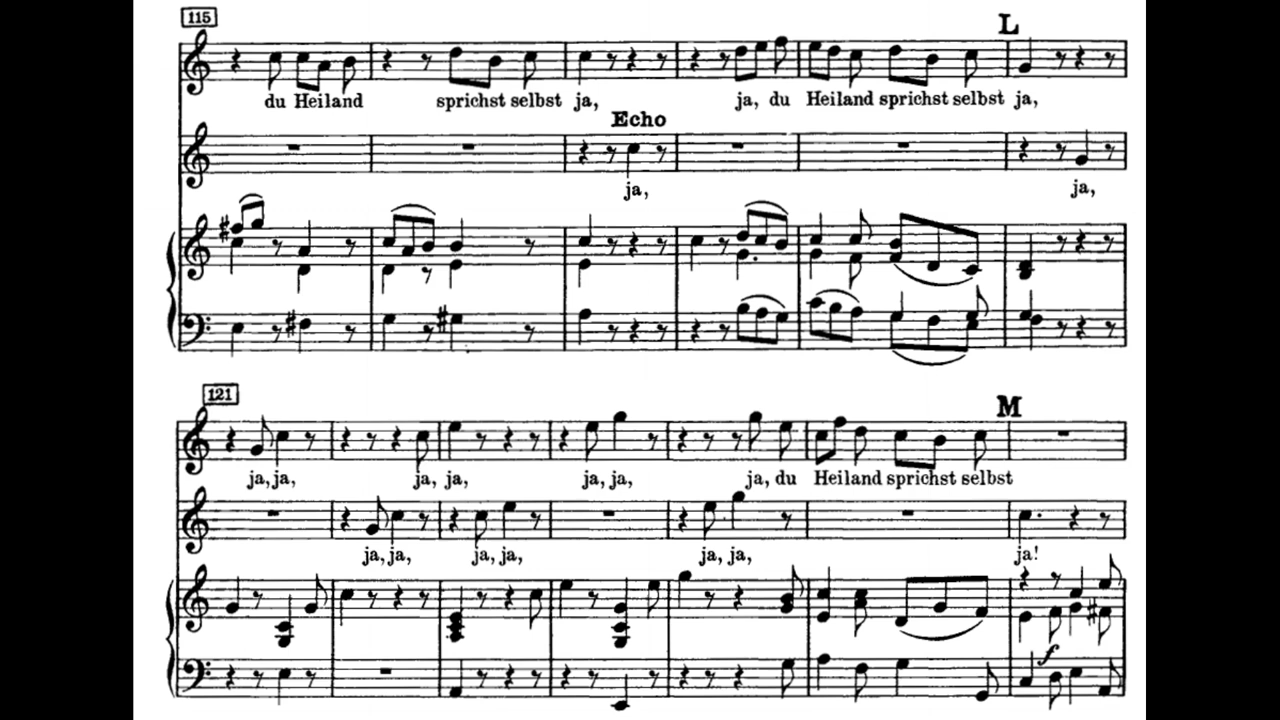 115
L
du Heiland sprichst selbst ja, ja, du Heiland sprichst selbst ja,
Echo
ja, ja,
121
M
ja, ja, ja, ja, ja, ja, ja, du Heiland sprichst selbst
ja, ja, ja, ja, ja, ja, ja!
f